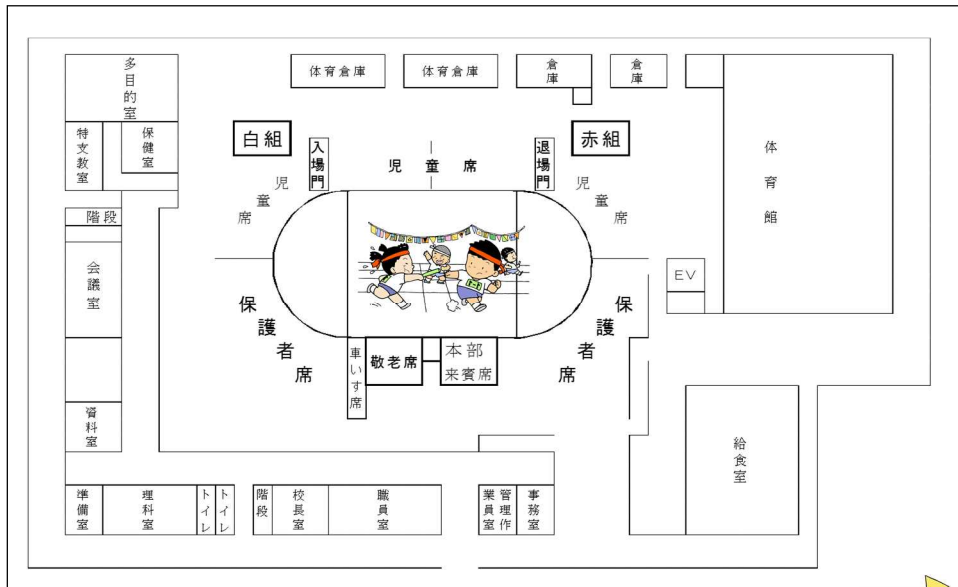 多目的室
体育倉庫
体育倉庫
倉庫
倉庫
特支教室
保健室
白組
入場門
児童席
退場門
赤組
体育館
児童席
児童席
階段
会議室
EV
保護者席
保護者席
車いす席
敬老席
本部
来賓席
資料室
給食室
準備室
理科室
トイレ
トイレ
階段
校長室
職員室
管理作
業員室
事務室